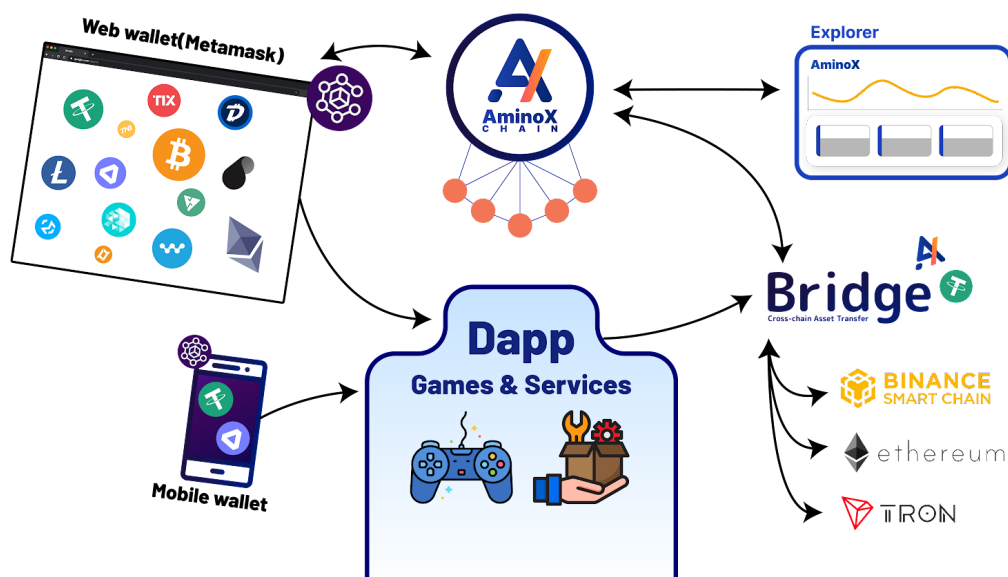 Web wallet(Metamask)
TIX
AminoX
CHAIN
Explorer
AminoX
Bridge
Cross-chain Asset Transfer
Dapp
Games & Services
BINANCE
SMART CHAIN
ethereum
TRON
Mobile wallet